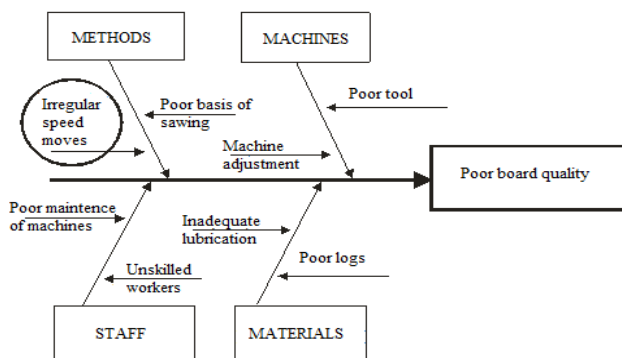 METHODS
MACHINES
Irregular
speed
moves
Poor basis of
sawing
Poor tool
Machine
adjustment
Poor board quality
Poor maintence
of machines
Inadequate
lubrication
Unskilled
workers
Poor logs
STAFF
MATERIALS